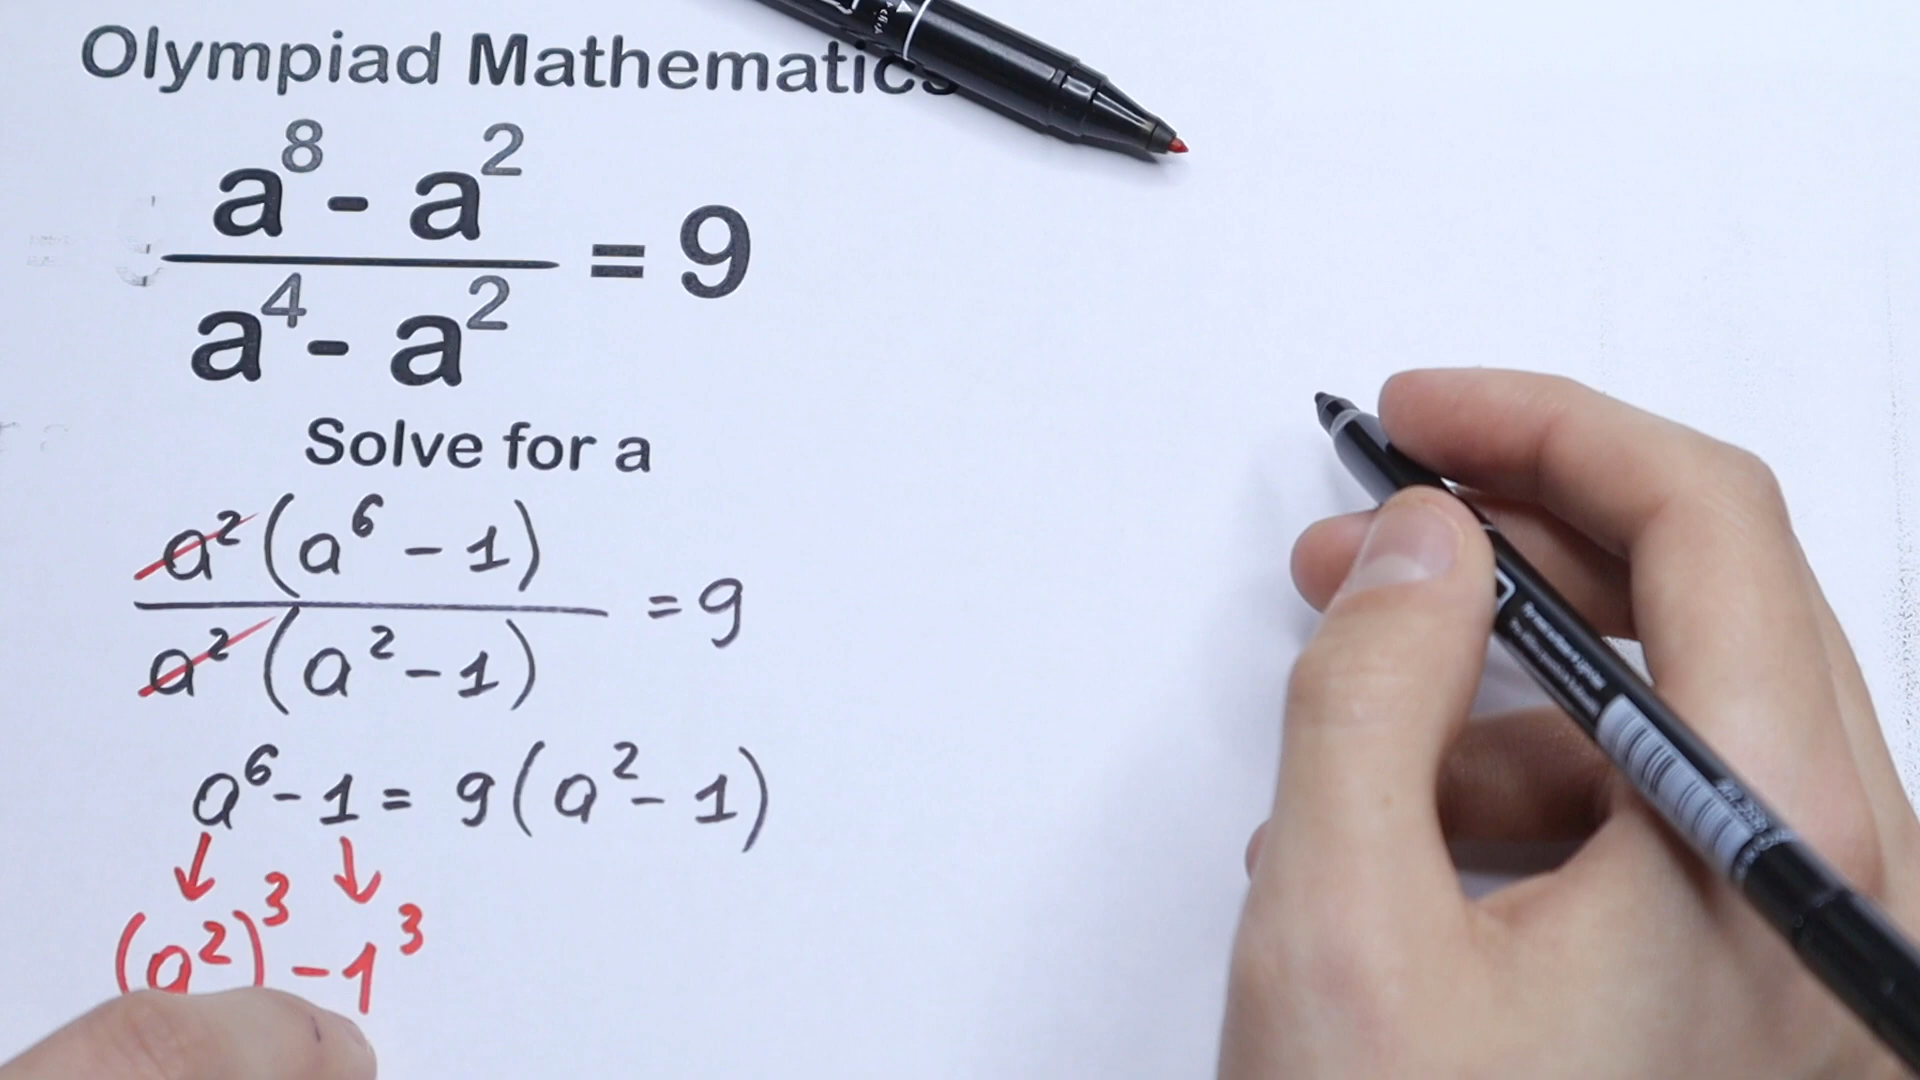 Olympiad Mathematics
a⁸ - a²
a⁴ - a²
= 9
Solve for a
a² (a⁶ - 1)
a² (a² - 1)
= 9
a⁶ - 1 = 9 (a² - 1)
(a²)³ - 1³